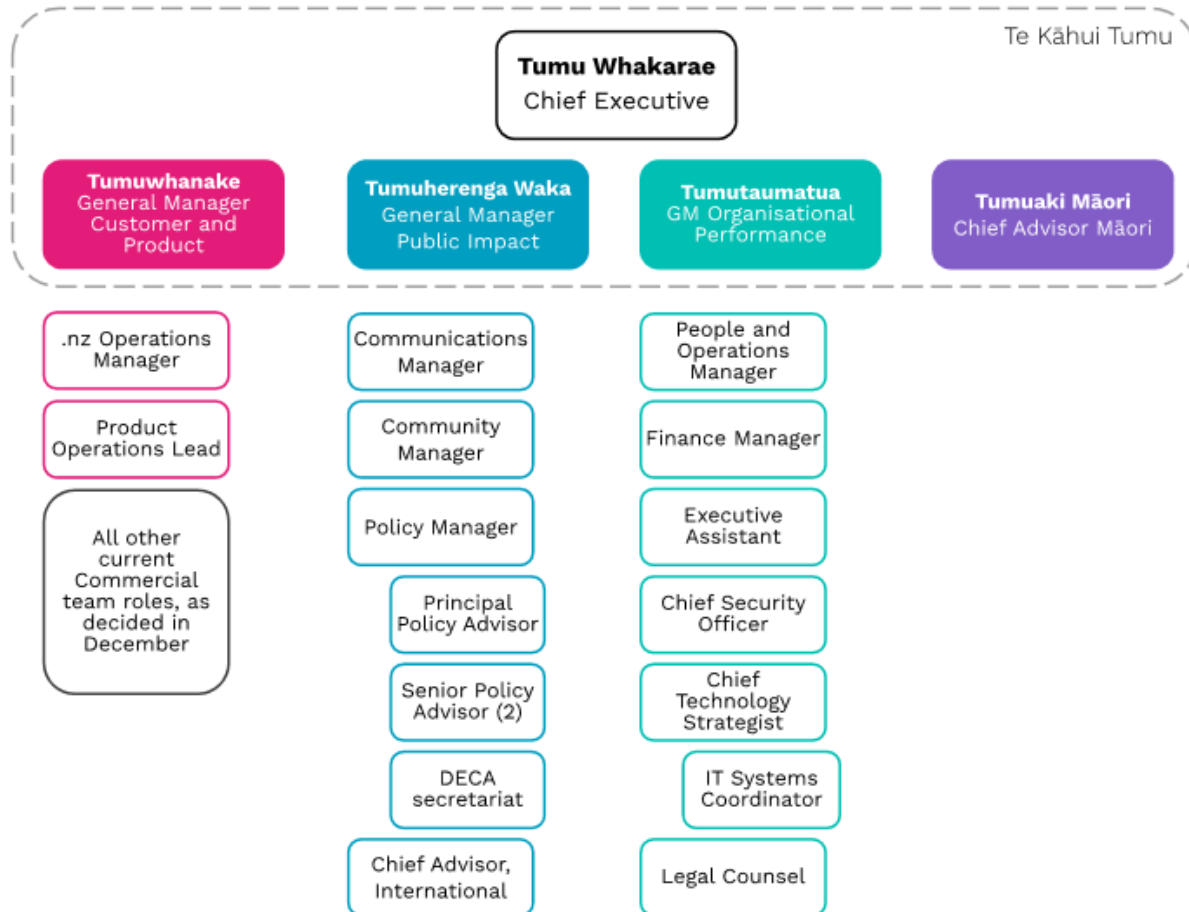 Te Kāhui Tumu
Tumu Whakarae
Chief Executive
Tumuwhanake
General Manager
Customer and
Product
Tumuherenga Waka
General Manager
Public Impact
Tumutaumatua
GM Organisational
Performance
Tumuaki Māori
Chief Advisor Māori
.nz Operations
Manager
Product
Operations Lead
All other
current
Commercial
team roles, as
decided in
December
Communications
Manager
Community
Manager
Policy Manager
Principal
Policy Advisor
Senior Policy
Advisor (2)
DECA
secretariat
Chief Advisor,
International
People and
Operations
Manager
Finance Manager
Executive
Assistant
Chief Security
Officer
Chief
Technology
Strategist
IT Systems
Coordinator
Legal Counsel